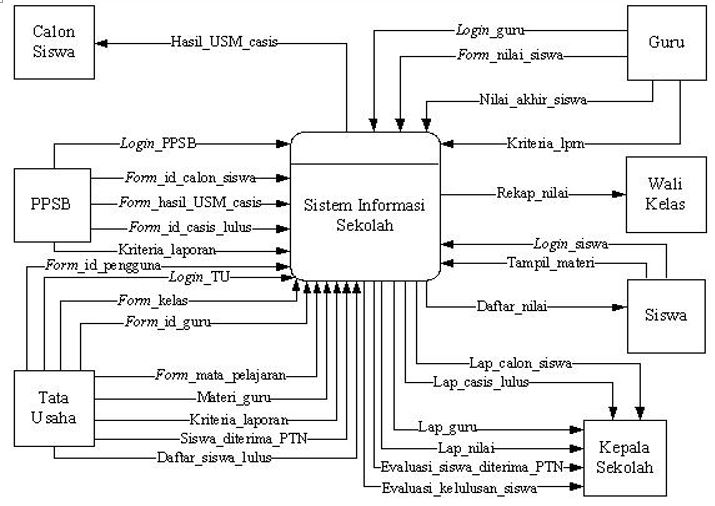 Calon
Siswa
Hasil_USM_casis
Login_guru
Form_nilai_siswa
Guru
Nilai_akhir_siswa
Kriteria_lprn
Login_PPSB
Form_id_calon_siswa
PPSB
Form_hasil_USM_casis
Form_id_casis_lulus
Kriteria_laporan
Sistem Informasi
Sekolah
Rekap_nilai
Wali
Kelas
Form_id_pengguna
Login_TU
Form_kelas
Form_id_guru
Login_siswa
Tampil_materi
Daftar_nilai
Siswa
Tata
Usaha
Form_mata_pelajaran
Materi_guru
Kriteria_laporan
Siswa_diterima_PTN
Daftar_siswa_lulus
Lap_calon_siswa
Lap_casis_lulus
Lap_guru
Lap_nilai
Evaluasi_siswa_diterima_PTN
Evaluasi_kelulusan_siswa
Kepala
Sekolah